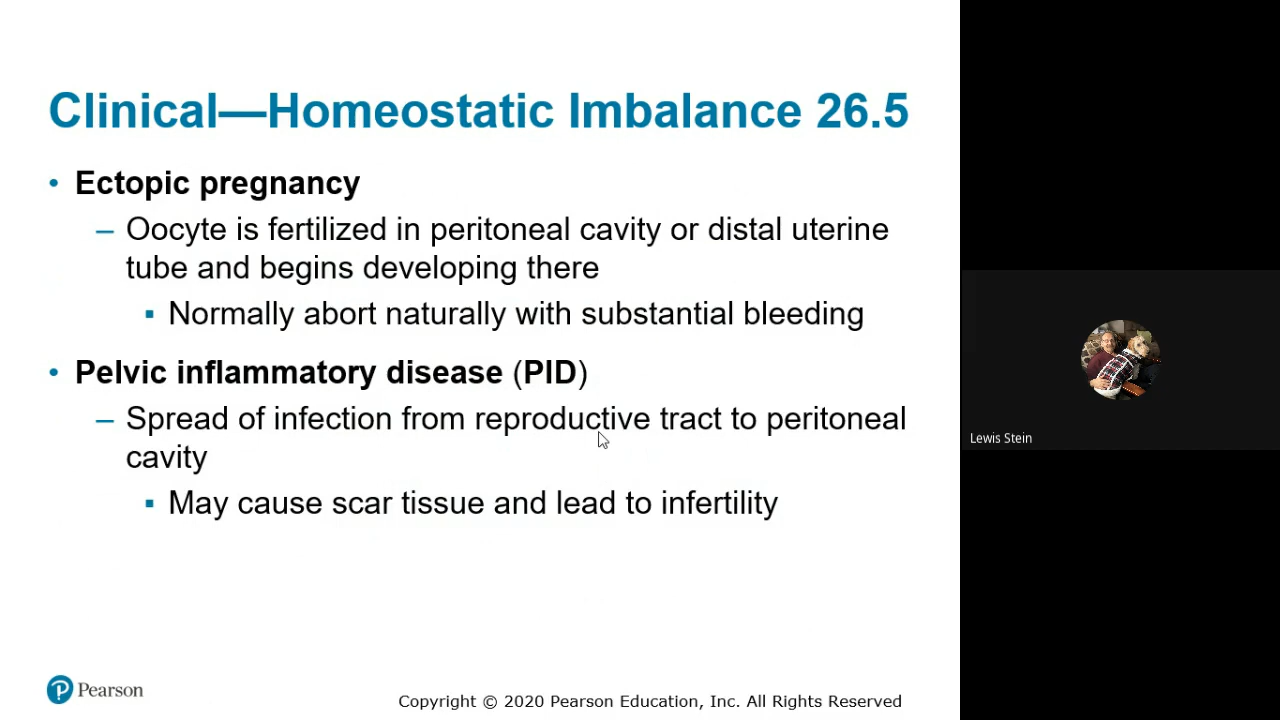 Clinical—Homeostatic Imbalance 26.5
• Ectopic pregnancy
– Oocyte is fertilized in peritoneal cavity or distal uterine
tube and begins developing there
▪ Normally abort naturally with substantial bleeding
• Pelvic inflammatory disease (PID)
– Spread of infection from reproductive tract to peritoneal
cavity
▪ May cause scar tissue and lead to infertility
Lewis Stein
P Pearson
Copyright © 2020 Pearson Education, Inc. All Rights Reserved